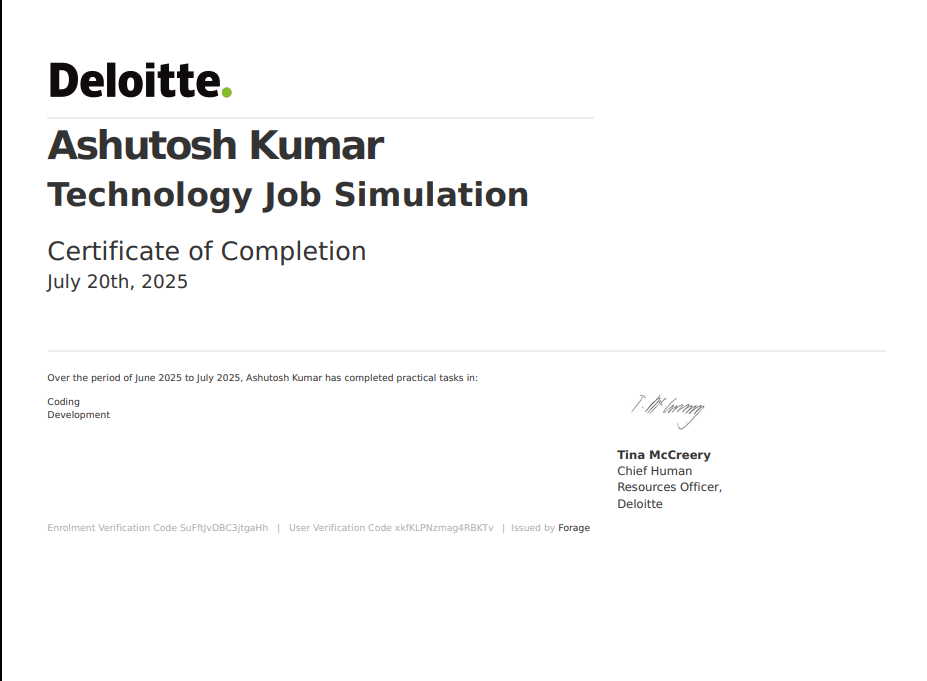 Deloitte.
Ashutosh Kumar
Technology Job Simulation
Certificate of Completion
July 20th, 2025
Over the period of June 2025 to July 2025, Ashutosh Kumar has completed practical tasks in:
Coding
Development
T. McCreery
Tina McCreery
Chief Human
Resources Officer,
Deloitte
Enrolment Verification Code SuFftJvDBC3jtgaHh | User Verification Code xkfKLPNzmag4RBKTv | Issued by Forage